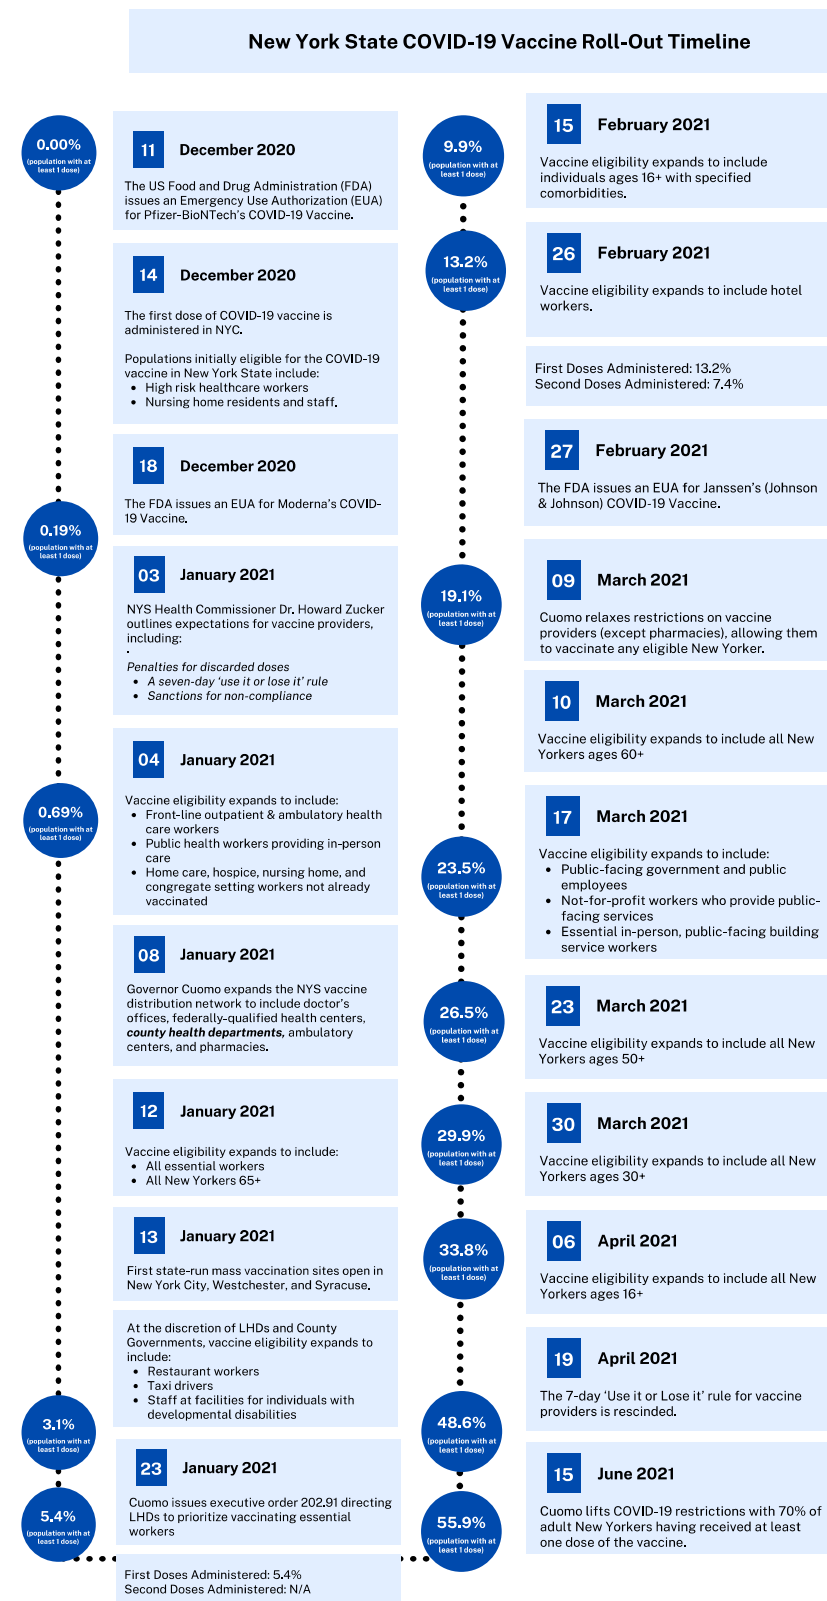 New York State COVID-19 Vaccine Roll-Out Timeline
0.00%
(population with at
least 1 dose)
11 December 2020
The US Food and Drug Administration (FDA)
issues an Emergency Use Authorization (EUA)
for Pfizer-BioNTech's COVID-19 Vaccine.
14 December 2020
The first dose of COVID-19 vaccine is
administered in NYC.
Populations initially eligible for the COVID-19
vaccine in New York State include:
• High risk healthcare workers
• Nursing home residents and staff.
18 December 2020
The FDA issues an EUA for Moderna's COVID-
19 Vaccine.
0.19%
(population with at
least 1 dose)
03 January 2021
NYS Health Commissioner Dr. Howard Zucker
outlines expectations for vaccine providers,
including:
.
Penalties for discarded doses
• A seven-day 'use it or lose it' rule
• Sanctions for non-compliance
04 January 2021
Vaccine eligibility expands to include:
• Front-line outpatient & ambulatory health
care workers
• Public health workers providing in-person
care
• Home care, hospice, nursing home, and
congregate setting workers not already
vaccinated
0.69%
(population with at
least 1 dose)
08 January 2021
Governor Cuomo expands the NYS vaccine
distribution network to include doctor's
offices, federally-qualified health centers,
county health departments, ambulatory
centers, and pharmacies.
12 January 2021
Vaccine eligibility expands to include:
• All essential workers
• All New Yorkers 65+
13 January 2021
First state-run mass vaccination sites open in
New York City, Westchester, and Syracuse.
At the discretion of LHDs and County
Governments, vaccine eligibility expands to
include:
• Restaurant workers
• Taxi drivers
• Staff at facilities for individuals with
developmental disabilities
3.1%
(population with at
least 1 dose)
23 January 2021
Cuomo issues executive order 202.91 directing
LHDs to prioritize vaccinating essential
workers
5.4%
(population with at
least 1 dose)
First Doses Administered: 5.4%
Second Doses Administered: N/A
9.9%
(population with at
least 1 dose)
15 February 2021
Vaccine eligibility expands to include
individuals ages 16+ with specified
comorbidities.
13.2%
(population with at
least 1 dose)
26 February 2021
Vaccine eligibility expands to include hotel
workers.
First Doses Administered: 13.2%
Second Doses Administered: 7.4%
27 February 2021
The FDA issues an EUA for Janssen's (Johnson
& Johnson) COVID-19 Vaccine.
19.1%
(population with at
least 1 dose)
09 March 2021
Cuomo relaxes restrictions on vaccine
providers (except pharmacies), allowing them
to vaccinate any eligible New Yorker.
10 March 2021
Vaccine eligibility expands to include all New
Yorkers ages 60+
23.5%
(population with at
least 1 dose)
17 March 2021
Vaccine eligibility expands to include:
• Public-facing government and public
employees
• Not-for-profit workers who provide public-
facing services
• Essential in-person, public-facing building
service workers
26.5%
(population with at
least 1 dose)
23 March 2021
Vaccine eligibility expands to include all New
Yorkers ages 50+
29.9%
(population with at
least 1 dose)
30 March 2021
Vaccine eligibility expands to include all New
Yorkers ages 30+
33.8%
(population with at
least 1 dose)
06 April 2021
Vaccine eligibility expands to include all New
Yorkers ages 16+
48.6%
(population with at
least 1 dose)
19 April 2021
The 7-day 'Use it or Lose it' rule for vaccine
providers is rescinded.
55.9%
(population with at
least 1 dose)
15 June 2021
Cuomo lifts COVID-19 restrictions with 70% of
adult New Yorkers having received at least
one dose of the vaccine.